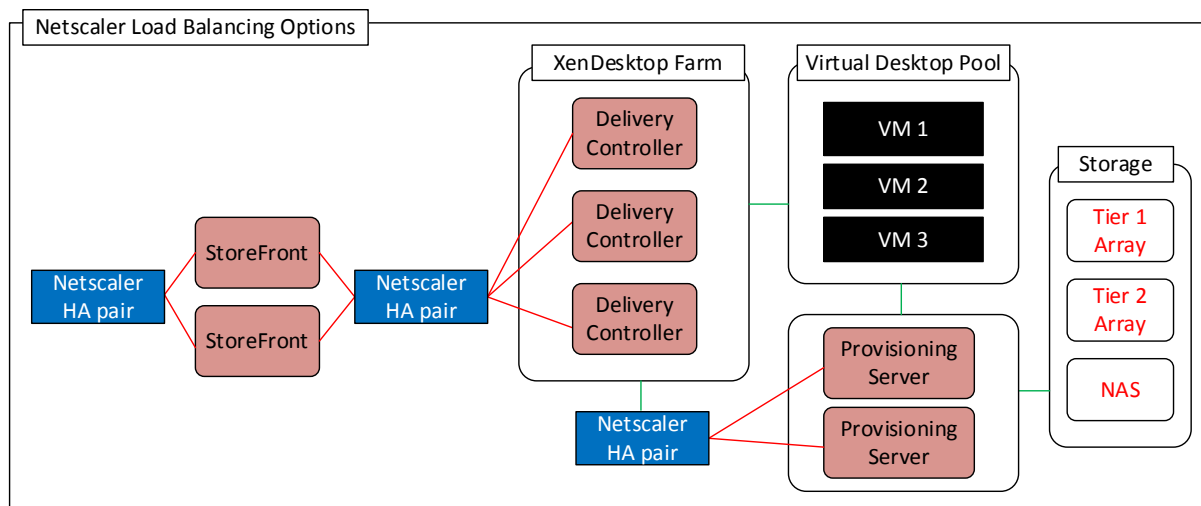 Netscaler Load Balancing Options
XenDesktop Farm
Virtual Desktop Pool
Delivery
Controller
VM 1
Storage
Delivery
Controller
VM 2
Tier 1
Array
StoreFront
VM 3
Netscaler
HA pair
Netscaler
HA pair
Delivery
Controller
Tier 2
Array
StoreFront
Provisioning
Server
NAS
Netscaler
HA pair
Provisioning
Server